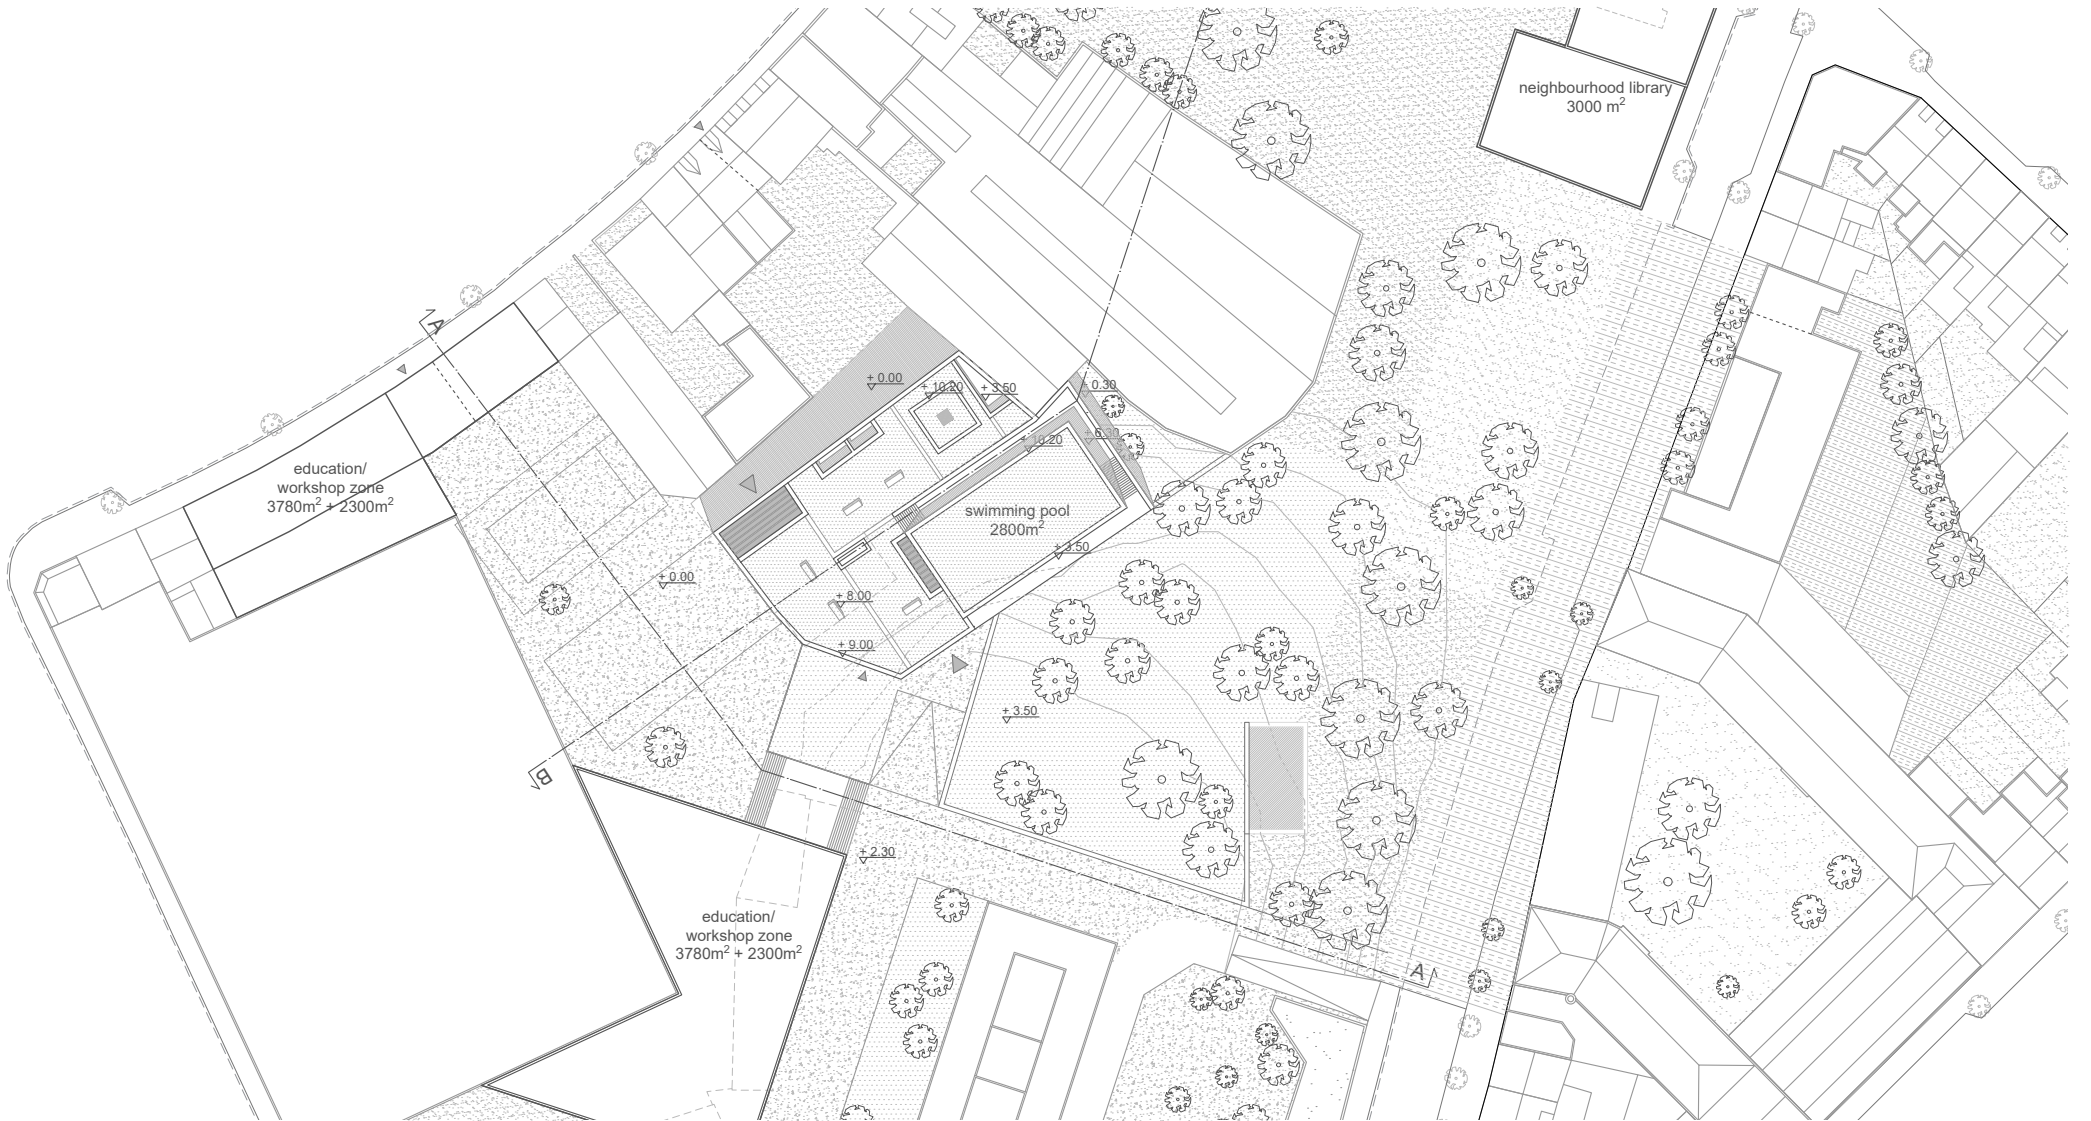 neighbourhood library
3000 m²
A
+ 0.00
+ 10.20
+ 3.50
+ 0.30
+ 10.20
+ 6.30
education/
workshop zone
3780m² + 2300m²
swimming pool
2800m²
+ 3.50
+ 0.00
+ 8.00
+ 9.00
+ 3.50
B
+ 2.30
education/
workshop zone
3780m² + 2300m²
A